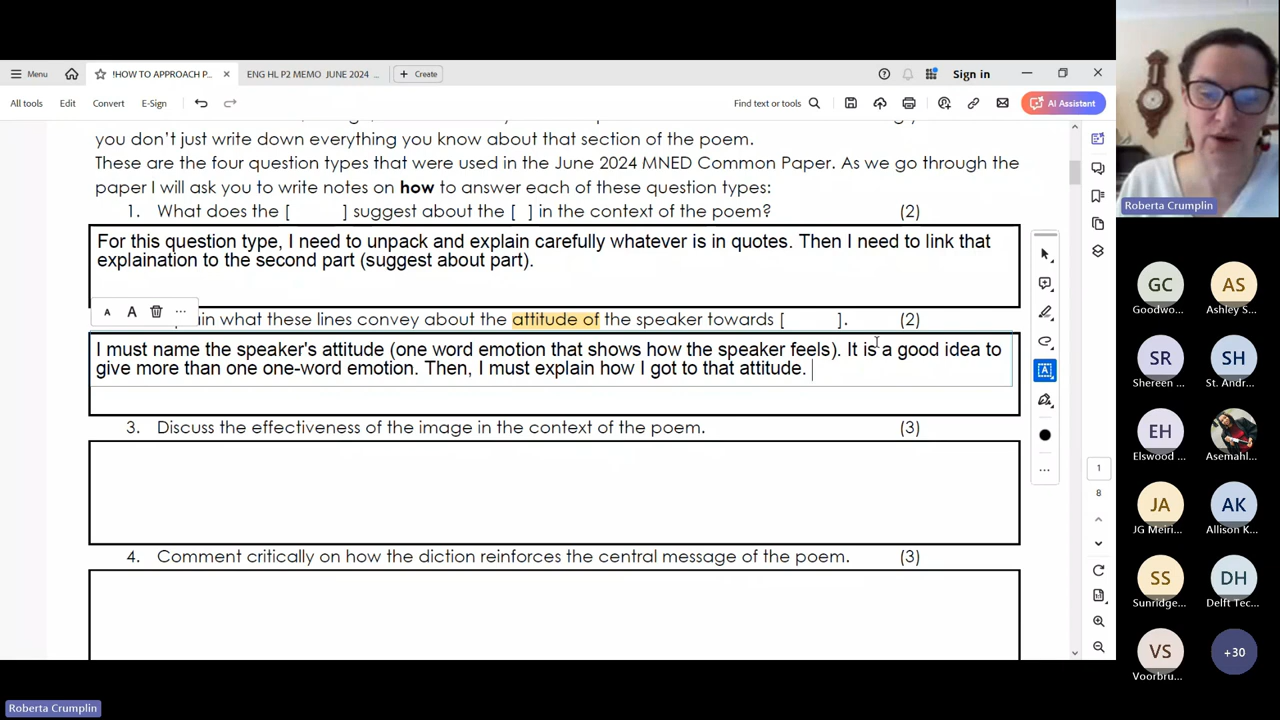 Menu
!HOW TO APPROACH P...
ENG HL P2 MEMO JUNE 2024 ...
Create
Sign in
All tools
Edit
Convert
E-Sign
Find text or tools
AI Assistant
you don't just write down everything you know about that section of the poem.
These are the four question types that were used in the June 2024 MNED Common Paper. As we go through the
paper I will ask you to write notes on how to answer each of these question types:
1. What does the [ ] suggest about the [ ] in the context of the poem? (2)
For this question type, I need to unpack and explain carefully whatever is in quotes. Then I need to link that
explaination to the second part (suggest about part).
A A ...
ain what these lines convey about the attitude of the speaker towards [ ]. (2)
I must name the speaker's attitude (one word emotion that shows how the speaker feels). It is a good idea to
give more than one one-word emotion. Then, I must explain how I got to that attitude.
3. Discuss the effectiveness of the image in the context of the poem. (3)
4. Comment critically on how the diction reinforces the central message of the poem. (3)
1
8
Roberta Crumplin
GC
Goodwo...
AS
Ashley S...
SR
Shereen ...
SH
St. Andr...
EH
Elswood ...
Asemahl...
JA
JG Meiri...
AK
Allison K...
SS
Sunridge...
DH
Delft Tec...
VS
Voorbru...
+30
Roberta Crumplin